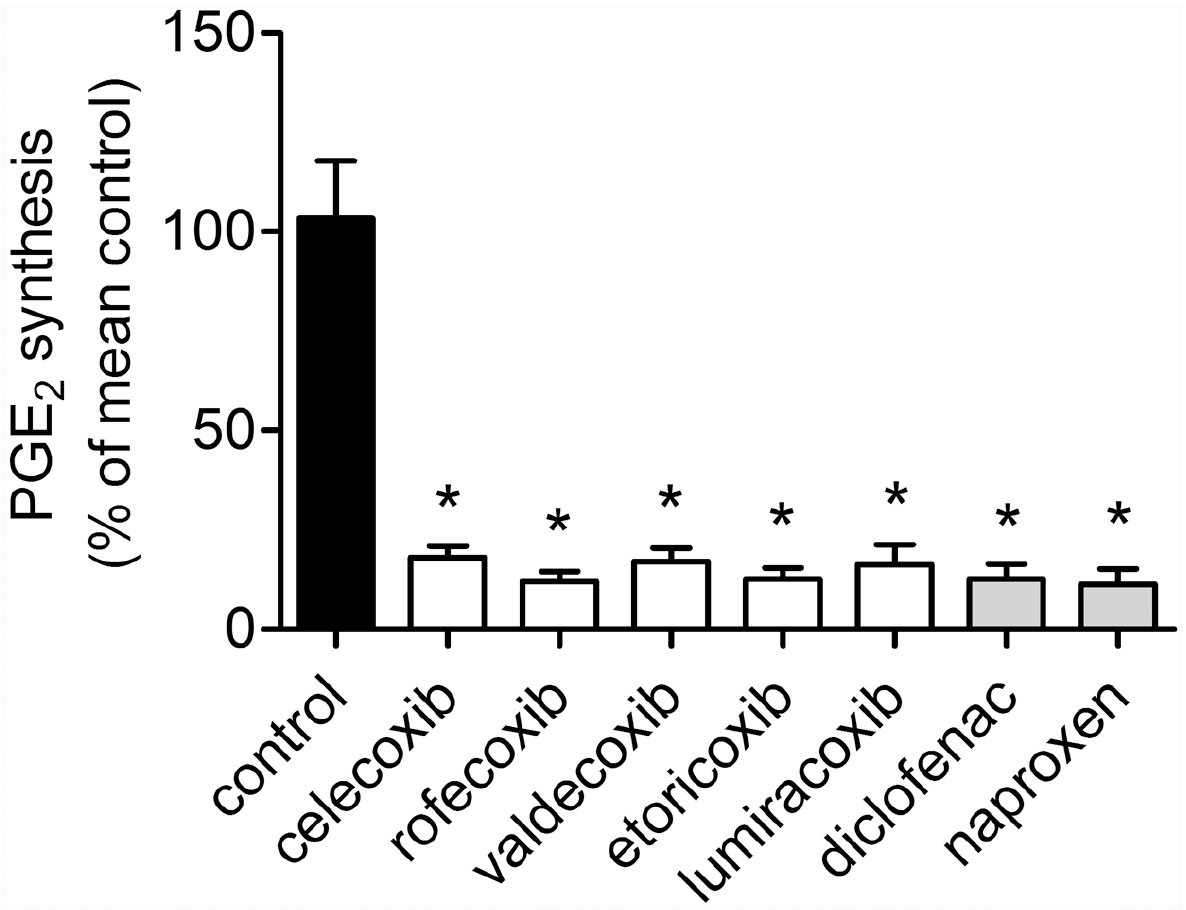 PGE₂ synthesis
(% of mean control)
150
100
50
0
* * * * * * *
control
celecoxib
rofecoxib
valdecoxib
etoricoxib
lumiracoxib
diclofenac
naproxen